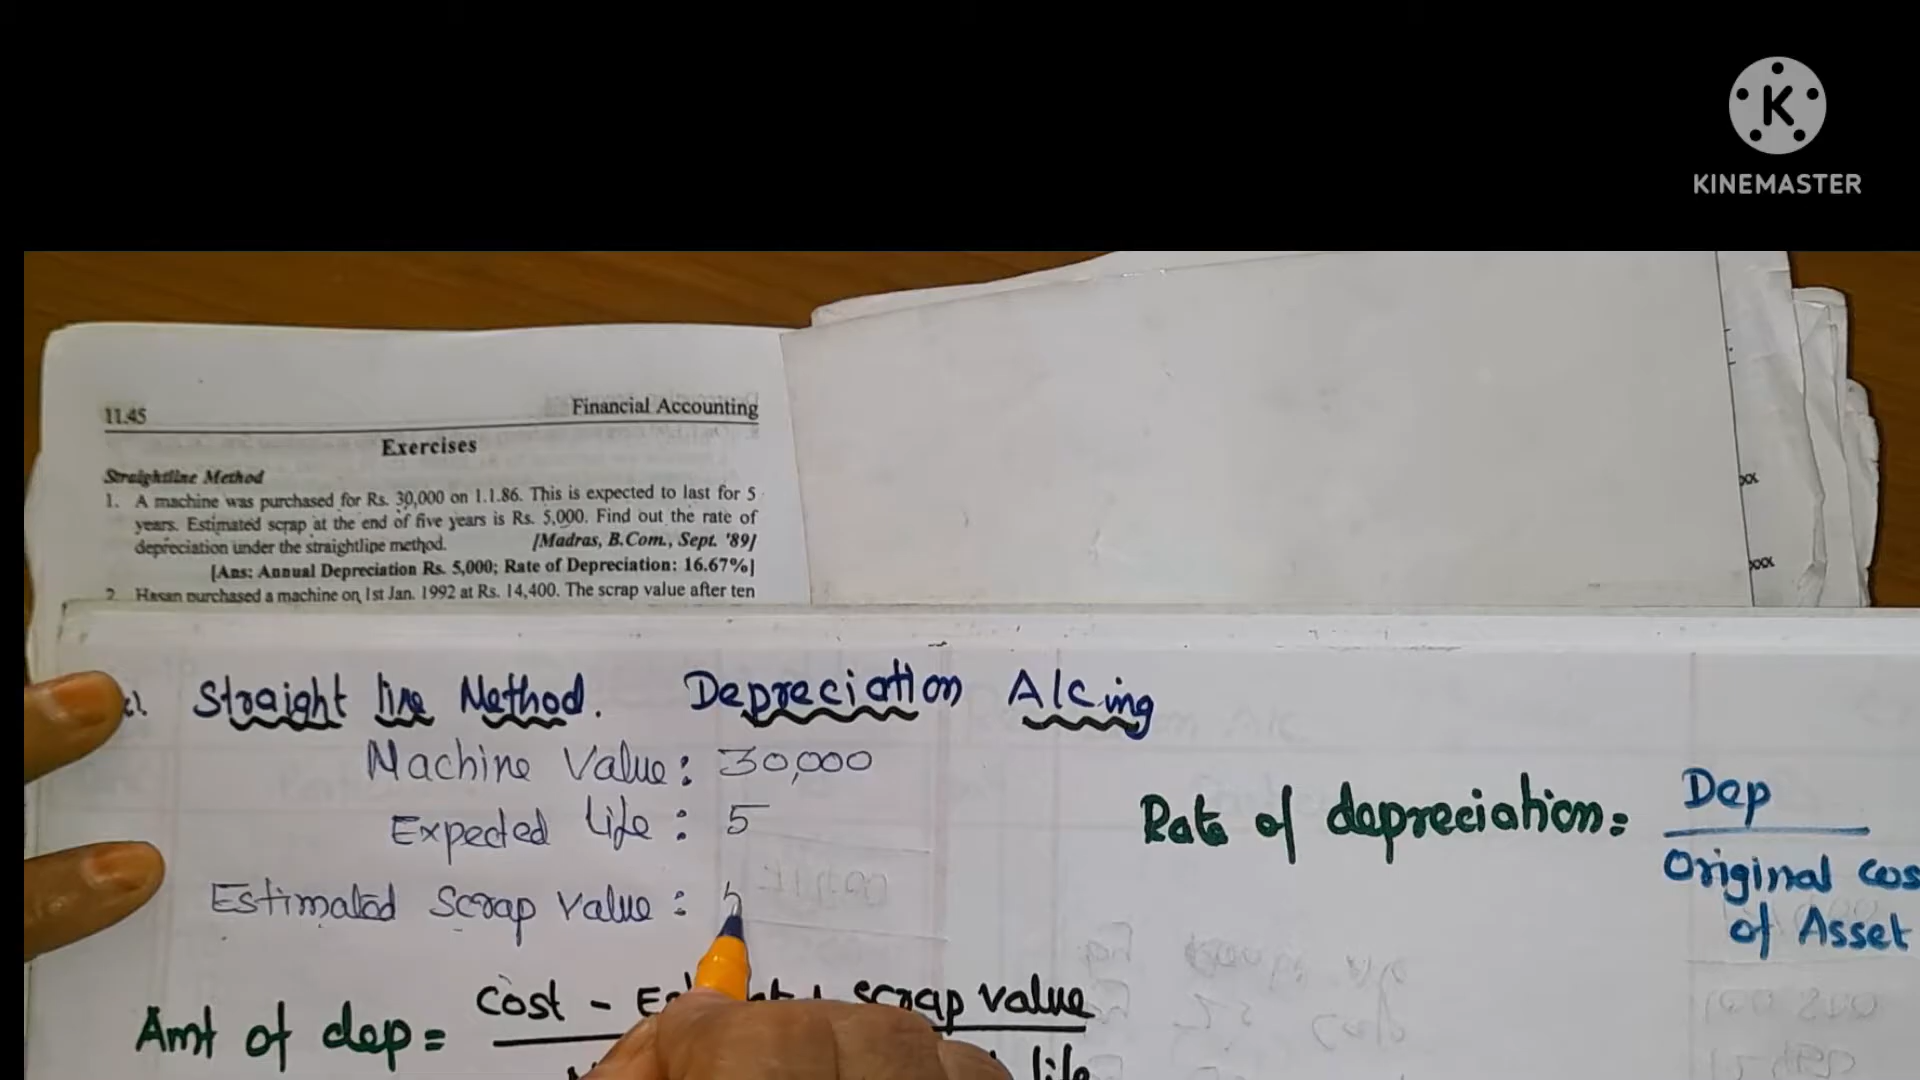 KINEMASTER
11.45 Financial Accounting
Exercises
Straightline Method
1. A machine was purchased for Rs. 30,000 on 1.1.86. This is expected to last for 5
years. Estimated scrap at the end of five years is Rs. 5,000. Find out the rate of
depreciation under the straightline method. [Madras, B.Com., Sept. '89]
[Ans: Annual Depreciation Rs. 5,000; Rate of Depreciation: 16.67%]
2. Hasan purchased a machine on 1st Jan. 1992 at Rs. 14,400. The scrap value after ten
Straight line Method. Depreciation A/cing
Machine Value: 30,000
Expected life: 5
Estimated Scrap Value:
Rate of depreciation= Dep
Original cos
of Asset
Amt of dep= Cost - scrap value
life